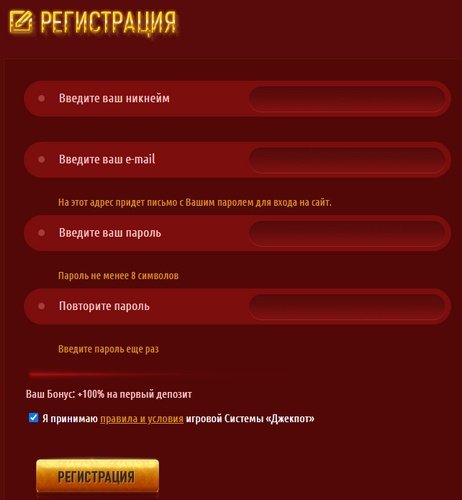 РЕГИСТРАЦИЯ
Введите ваш никнейм
Введите ваш e-mail
На этот адрес придет письмо с Вашим паролем для входа на сайт.
Введите ваш пароль
Пароль не менее 8 символов
Повторите пароль
Введите пароль еще раз
Ваш Бонус: +100% на первый депозит
Я принимаю правила и условия игровой Системы «Джекпот»
РЕГИСТРАЦИЯ